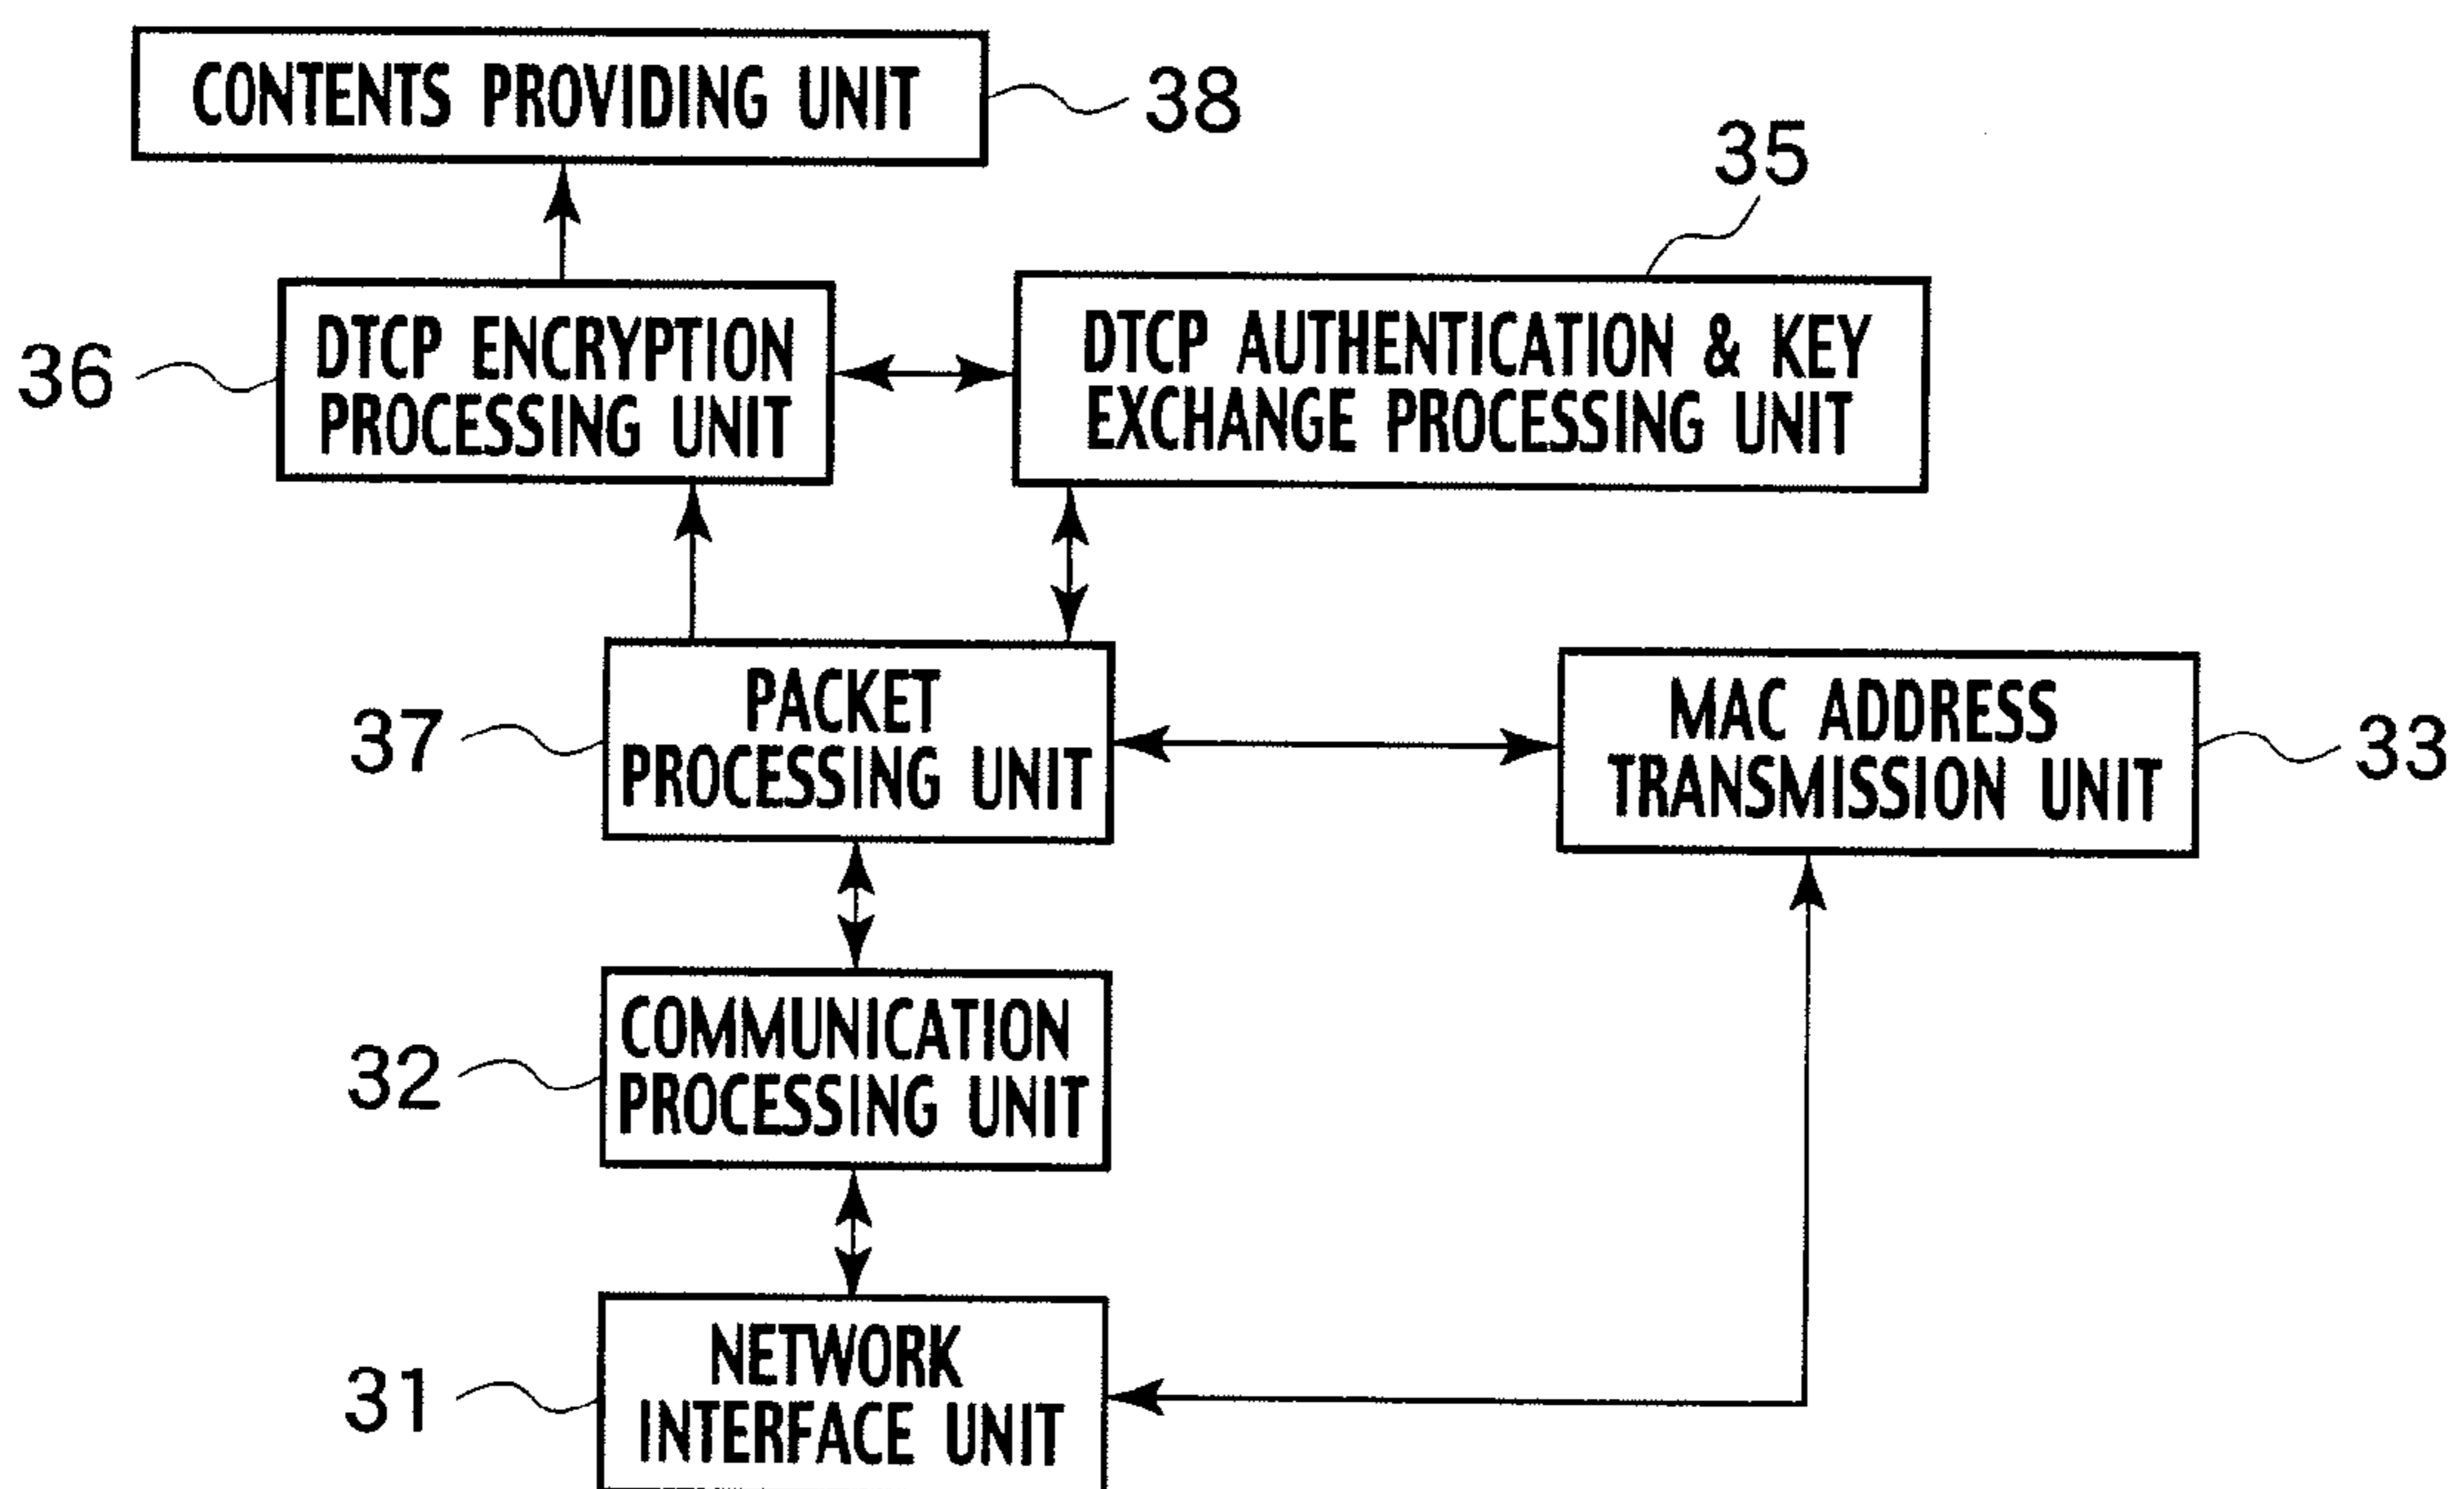 CONTENTS PROVIDING UNIT
38
35
36
DTCP ENCRYPTION
PROCESSING UNIT
DTCP AUTHENTICATION & KEY
EXCHANGE PROCESSING UNIT
37
PACKET
PROCESSING UNIT
MAC ADDRESS
TRANSMISSION UNIT
33
32
COMMUNICATION
PROCESSING UNIT
31
NETWORK
INTERFACE UNIT